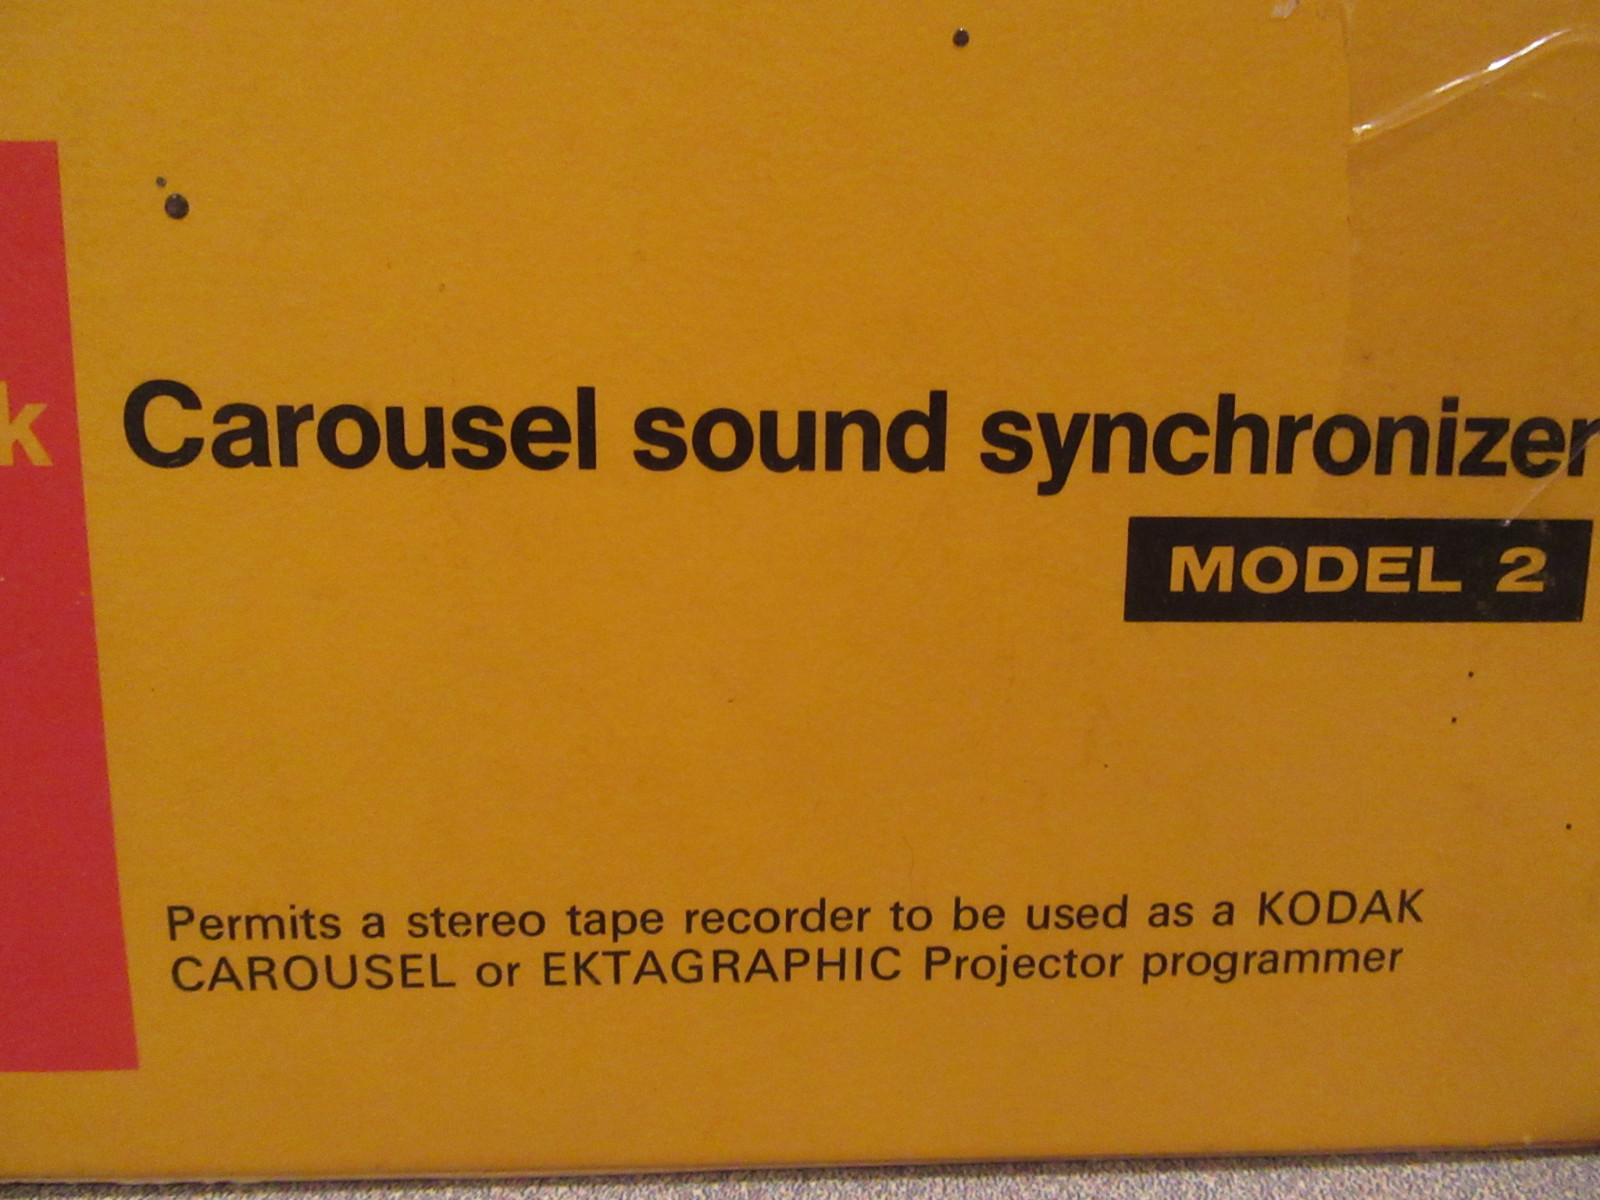 k Carousel sound synchronizer
MODEL 2
Permits a stereo tape recorder to be used as a KODAK
CAROUSEL or EKTAGRAPHIC Projector programmer